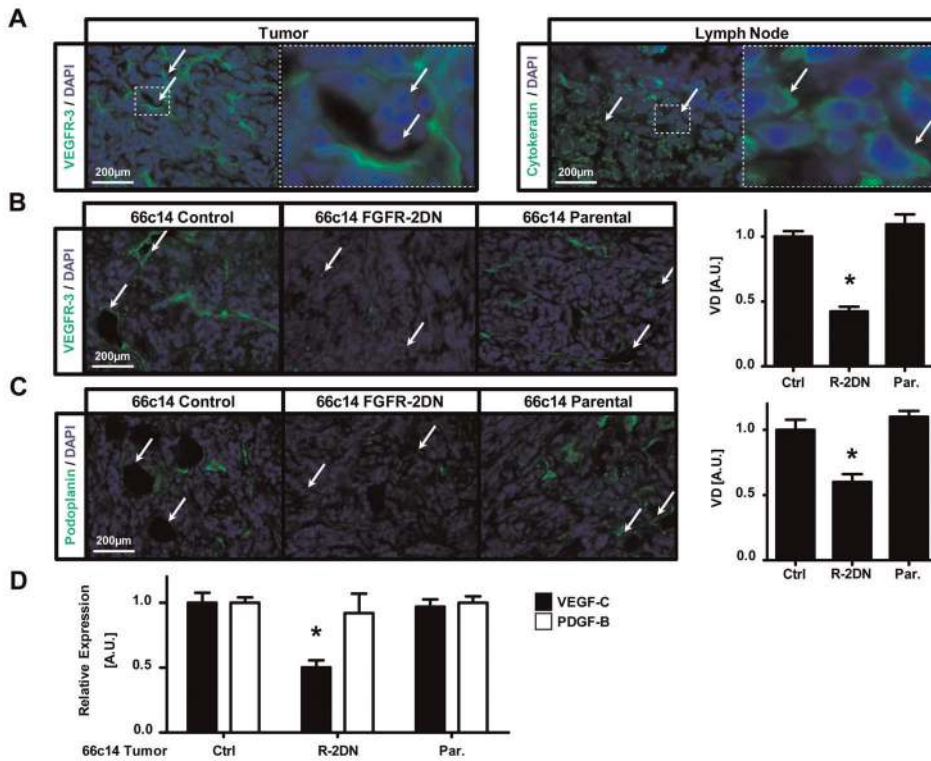 A
Tumor
VEGFR-3 / DAPI
200µm
Lymph Node
Cytokeratin / DAPI
200µm
B
66c14 Control
66c14 FGFR-2DN
66c14 Parental
VEGFR-3 / DAPI
200µm
VD [A.U.]
1.0
0.5
0.0
*
Ctrl
R-2DN
Par.
C
66c14 Control
66c14 FGFR-2DN
66c14 Parental
Podoplanin / DAPI
200µm
VD [A.U.]
1.0
0.5
0.0
*
Ctrl
R-2DN
Par.
D
Relative Expression
[A.U.]
1.0
0.5
0.0
*
VEGF-C
PDGF-B
66c14 Tumor
Ctrl
R-2DN
Par.